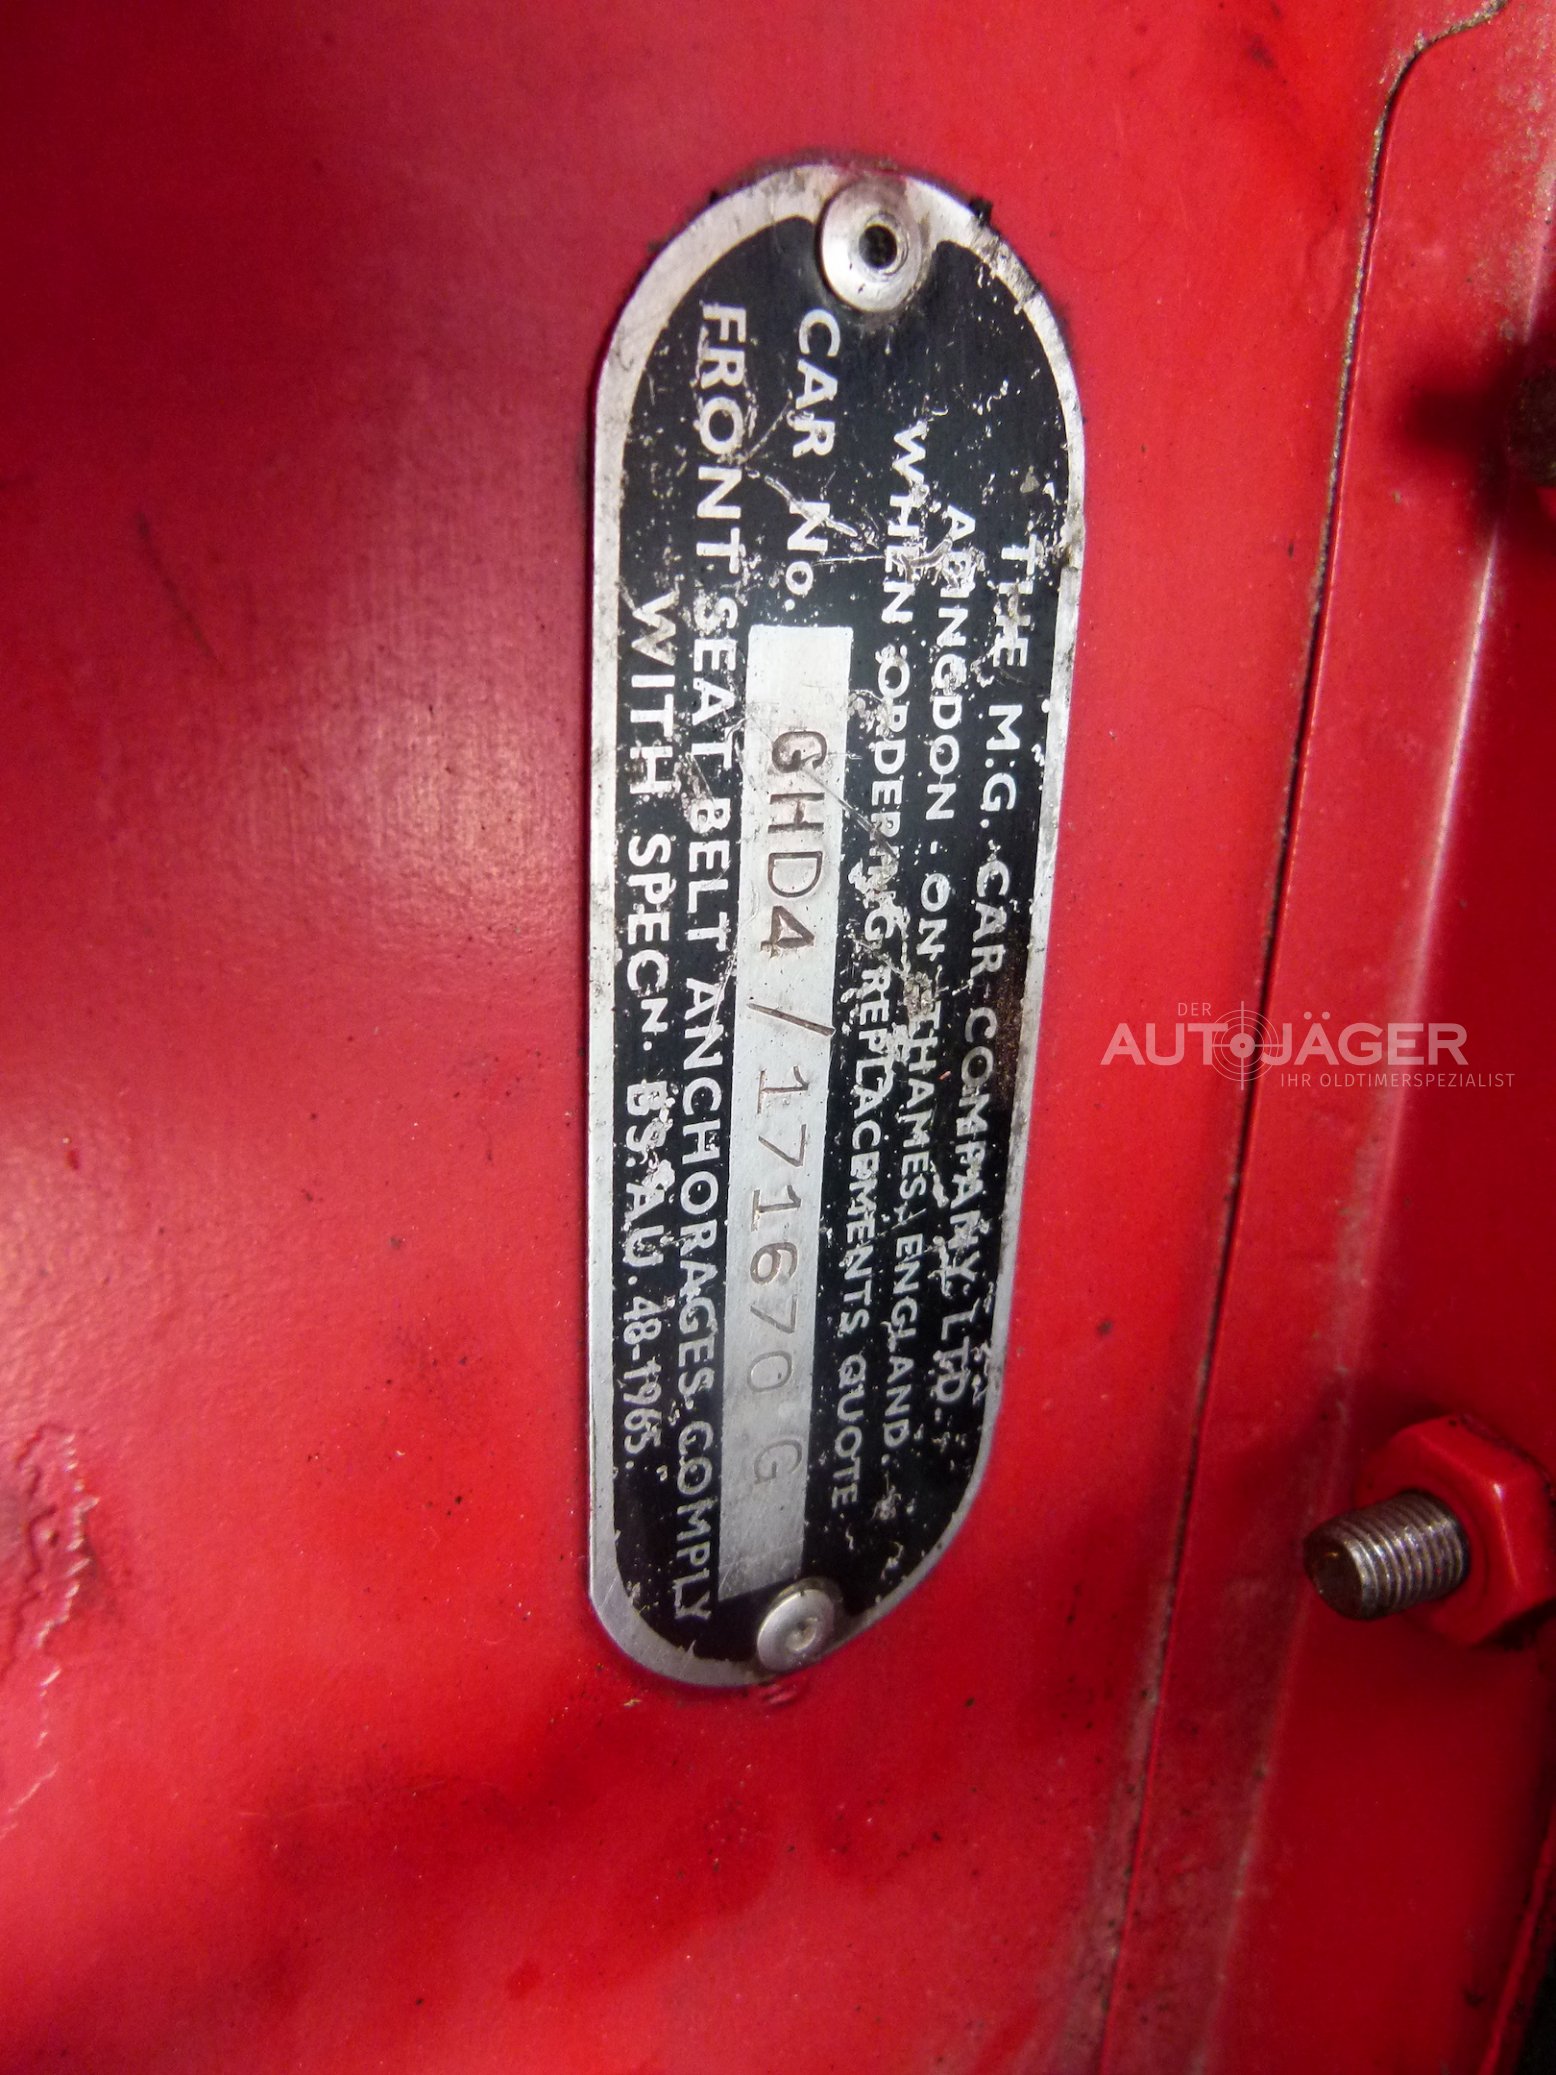 THE M.G. CAR COMPANY. LTD.
ABINGDON. ON THAMES, ENGLAND.
WHEN ORDERING REPLACEMENTS QUOTE
CAR No. GHD4/171670 G
FRONT SEAT BELT ANCHORAGES. COMPLY
WITH SPECN. BS. AU. 48-1965.
DER
AUTOJÄGER
IHR OLDTIMERSPEZIALIST